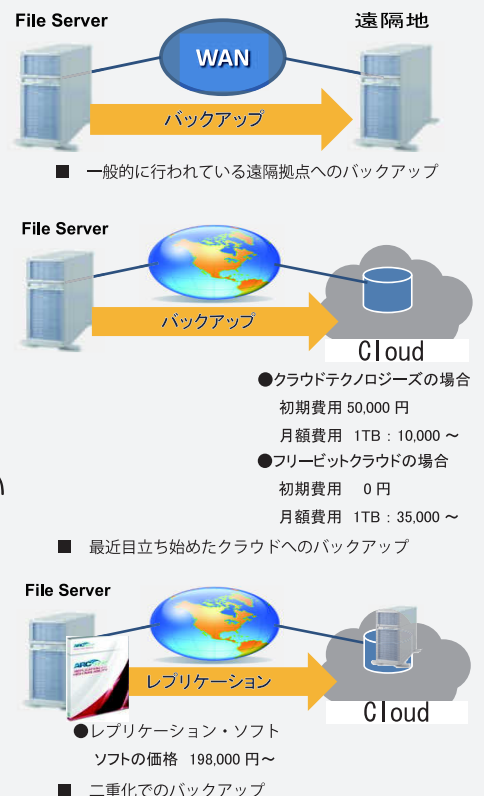 File Server
遠隔地
WAN
バックアップ
■ 一般的に行われている遠隔拠点へのバックアップ
File Server
バックアップ
Cloud
●クラウドテクノロジーズの場合
初期費用 50,000 円
月額費用 1TB : 10,000 ～
●フリービットクラウドの場合
初期費用 0 円
月額費用 1TB : 35,000 ～
■ 最近目立ち始めたクラウドへのバックアップ
File Server
レプリケーション
Cloud
●レプリケーション・ソフト
ソフトの価格 198,000 円～
■ 二重化でのバックアップ